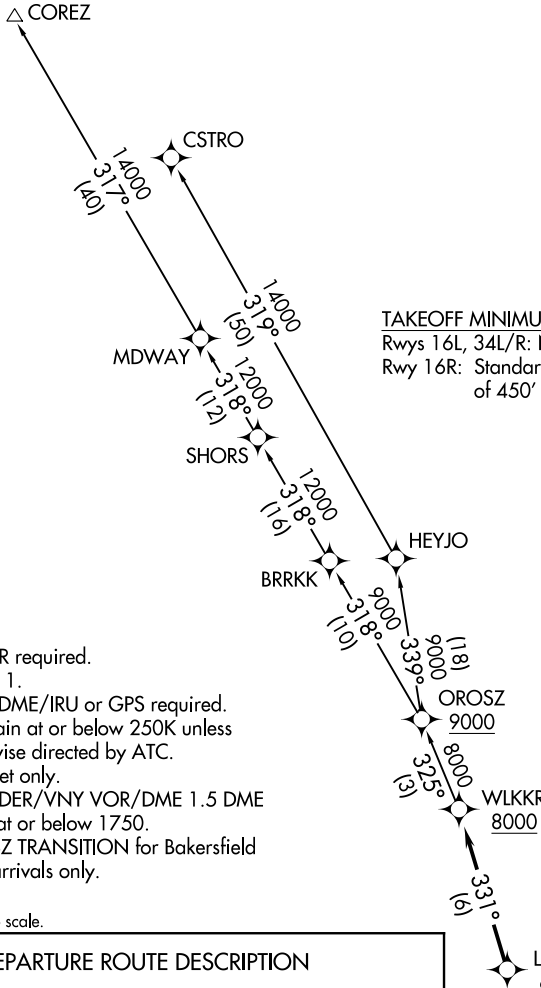 COREZ
CSTRO
14000
317°
(40)
14000
319°
(50)
TAKEOFF MINIMU
Rwys 16L, 34L/R:
Rwy 16R: Standar
of 450'
MDWAY
12000
318°
(12)
SHORS
12000
318°
(16)
HEYJO
BRRKK
9000
318°
(10)
(18)
9000
339°
R required.
1.
DME/IRU or GPS required.
ain at or below 250K unless
wise directed by ATC.
et only.
DER/VNY VOR/DME 1.5 DME
at or below 1750.
Z TRANSITION for Bakersfield
arrivals only.
OROSZ
9000
8000
325°
(3)
WLKKR
8000
331°
(6)
scale.
EPARTURE ROUTE DESCRIPTION
L